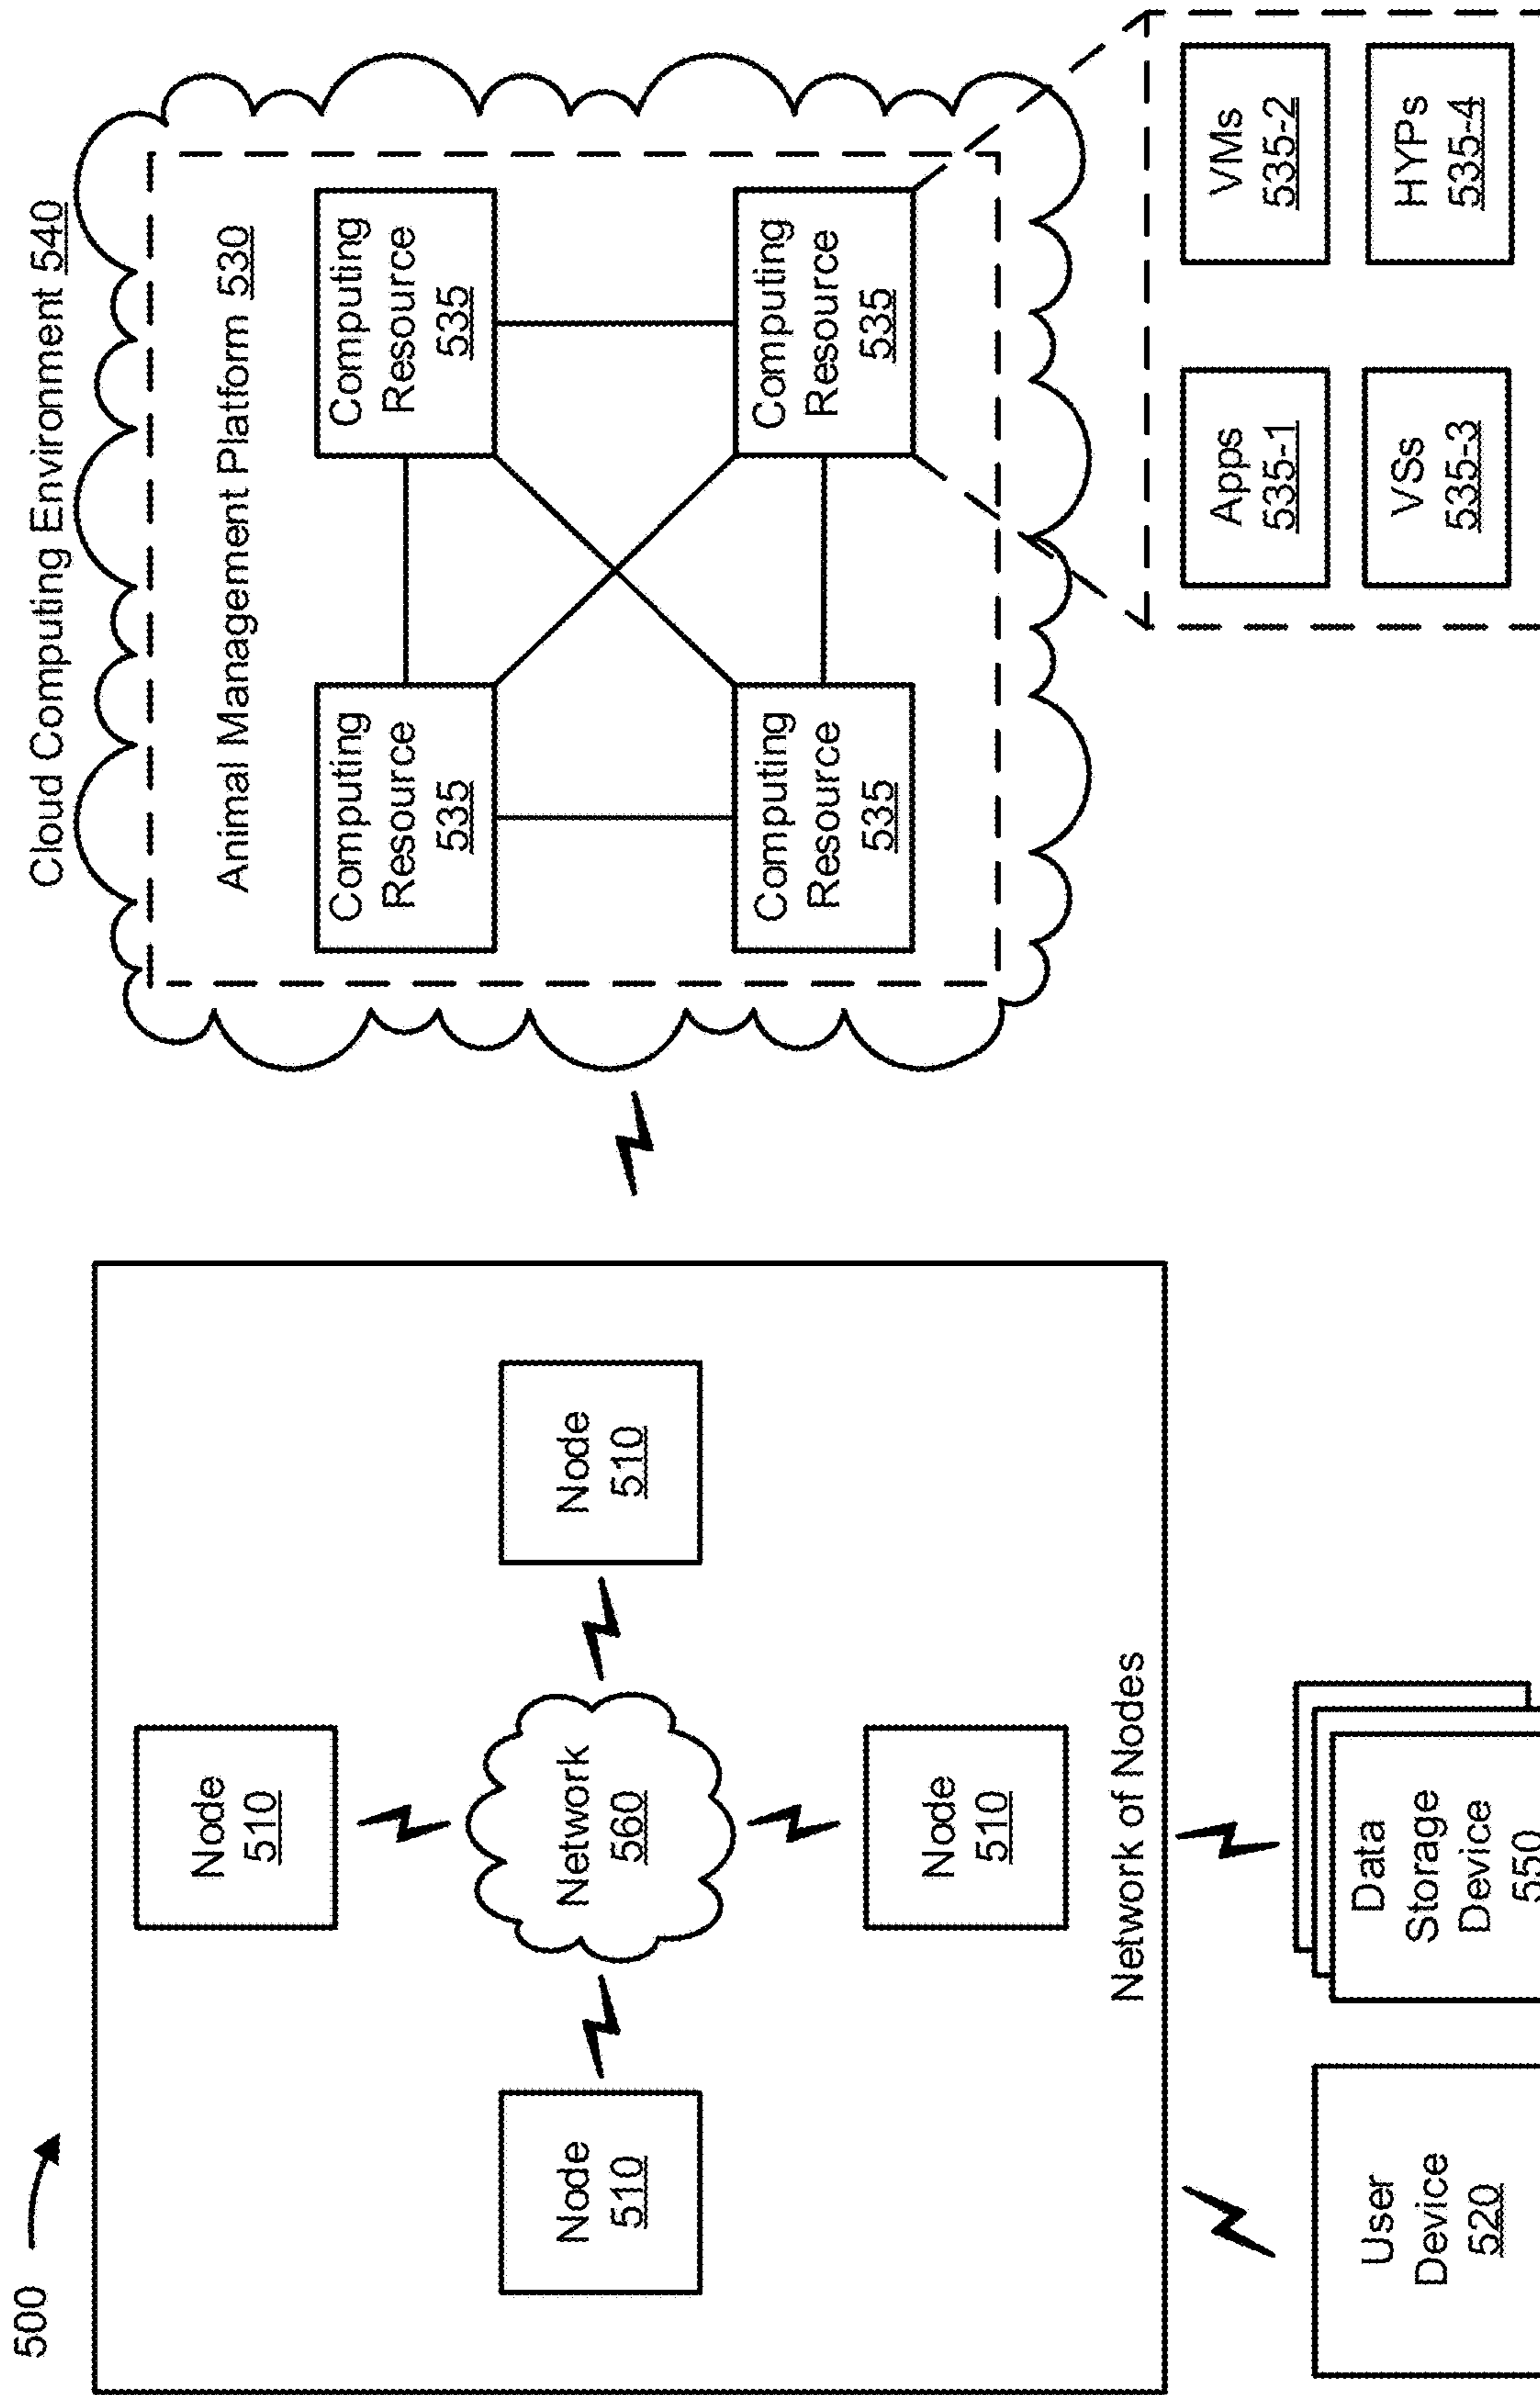 500
Node
510
Node
510
Network
560
Node
510
Node
510
Network of Nodes
User
Device
520
Data
Storage
Device
550
Cloud Computing Environment 540
Animal Management Platform 530
Computing
Resource
535
Computing
Resource
535
Computing
Resource
535
Computing
Resource
535
Apps
535-1
VMs
535-2
VSs
535-3
HYPs
535-4